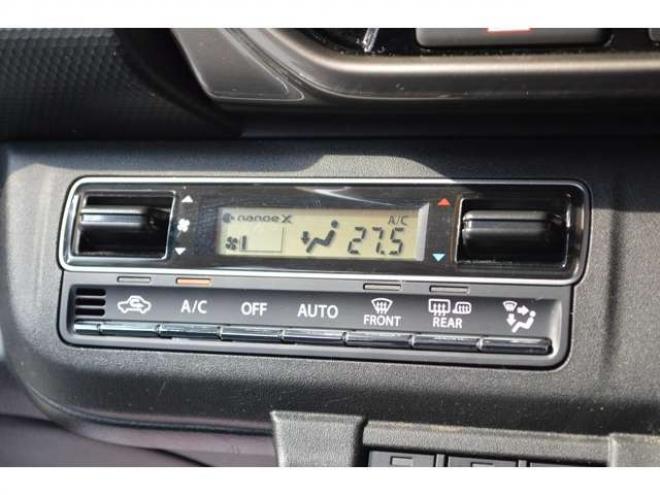 nanoe X
A/C
27.5
A/C OFF AUTO FRONT REAR